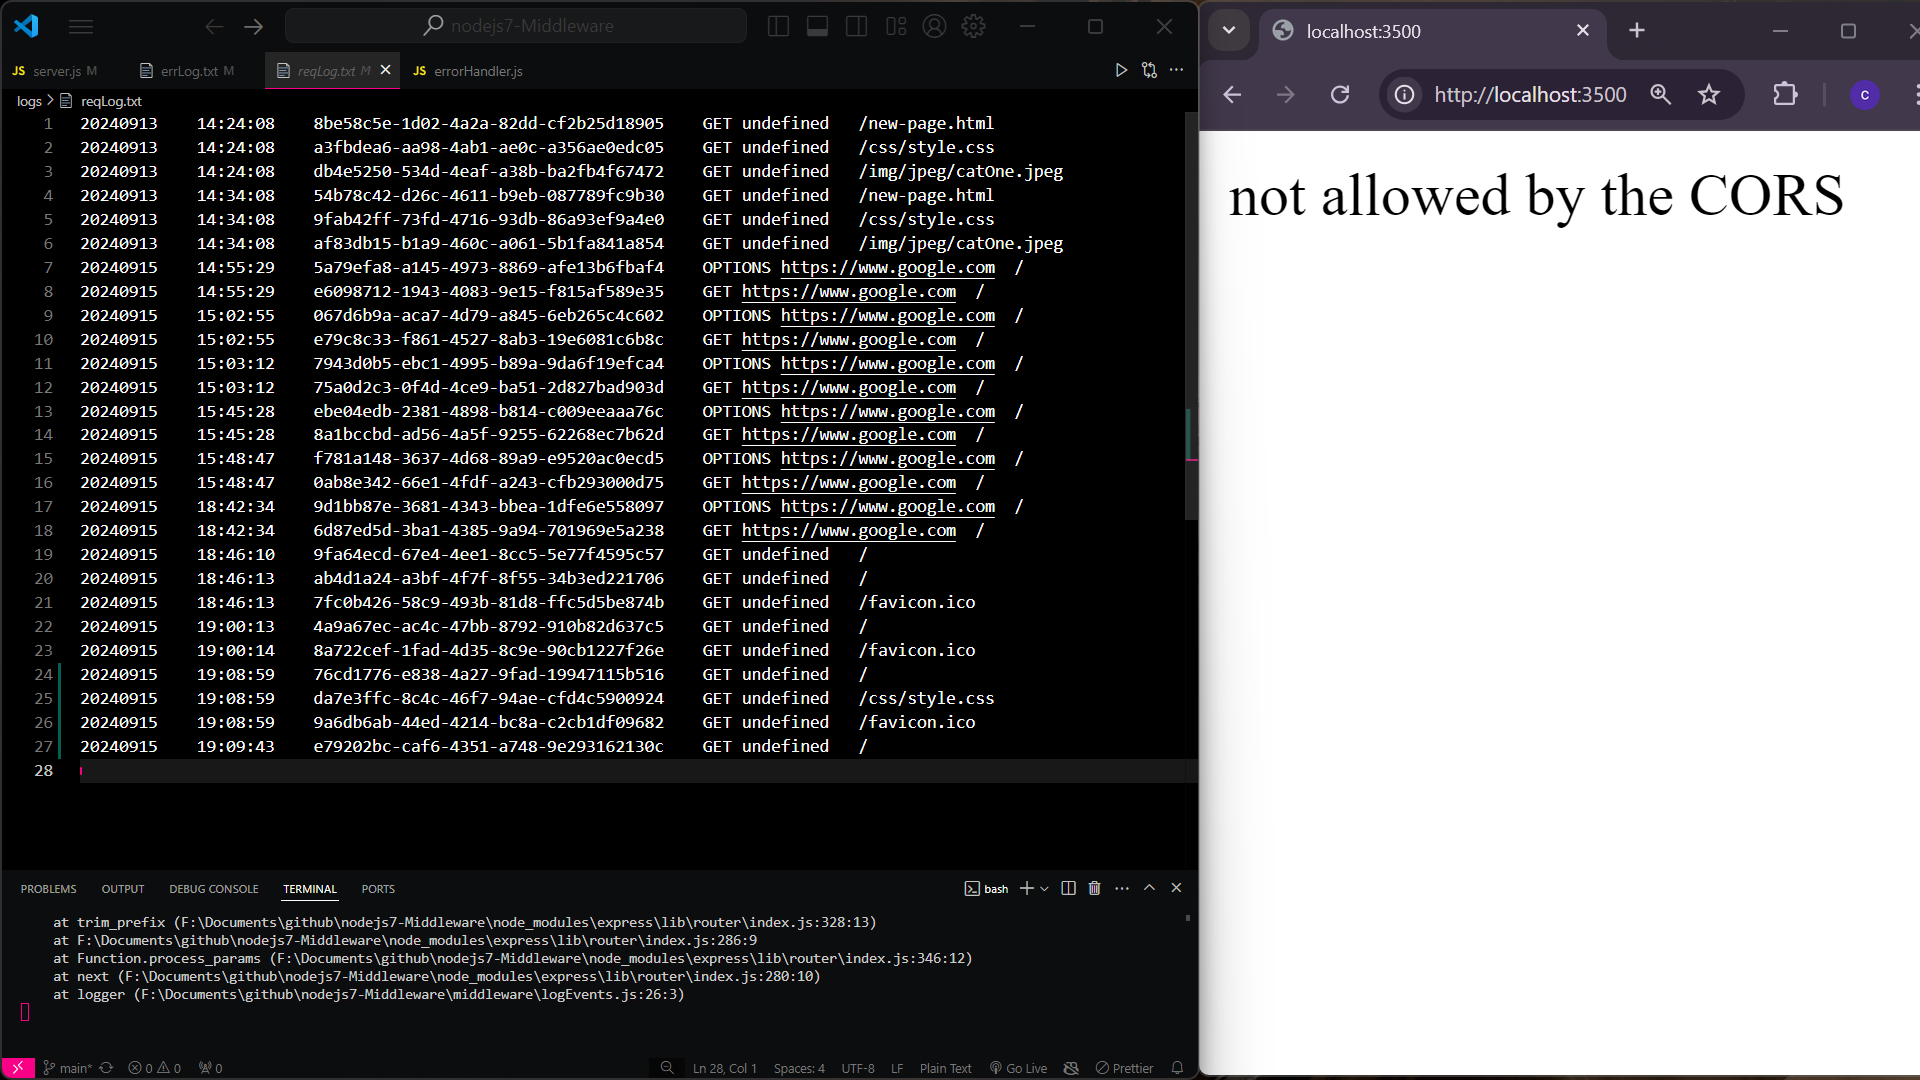 nodejs7-Middleware
JS server.js M
errLog.txt M
reqLog.txt M
JS errorHandler.js
logs > reqLog.txt
1 20240913 14:24:08 8be58c5e-1d02-4a2a-82dd-cf2b25d18905 GET undefined /new-page.html
2 20240913 14:24:08 a3fbdea6-aa98-4ab1-ae0c-a356ae0edc05 GET undefined /css/style.css
3 20240913 14:24:08 db4e5250-534d-4eaf-a38b-ba2fb4f67472 GET undefined /img/jpeg/catOne.jpeg
4 20240913 14:34:08 54b78c42-d26c-4611-b9eb-087789fc9b30 GET undefined /new-page.html
5 20240913 14:34:08 9fab42ff-73fd-4716-93db-86a93ef9a4e0 GET undefined /css/style.css
6 20240913 14:34:08 af83db15-b1a9-460c-a061-5b1fa841a854 GET undefined /img/jpeg/catOne.jpeg
7 20240915 14:55:29 5a79efa8-a145-4973-8869-afe13b6fbaf4 OPTIONS https://www.google.com /
8 20240915 14:55:29 e6098712-1943-4083-9e15-f815af589e35 GET https://www.google.com /
9 20240915 15:02:55 067d6b9a-aca7-4d79-a845-6eb265c4c602 OPTIONS https://www.google.com /
10 20240915 15:02:55 e79c8c33-f861-4527-8ab3-19e6081c6b8c GET https://www.google.com /
11 20240915 15:03:12 7943d0b5-ebc1-4995-b89a-9da6f19efca4 OPTIONS https://www.google.com /
12 20240915 15:03:12 75a0d2c3-0f4d-4ce9-ba51-2d827bad903d GET https://www.google.com /
13 20240915 15:45:28 ebe04edb-2381-4898-b814-c009eeaaa76c OPTIONS https://www.google.com /
14 20240915 15:45:28 8a1bccbd-ad56-4a5f-9255-62268ec7b62d GET https://www.google.com /
15 20240915 15:48:47 f781a148-3637-4d68-89a9-e9520ac0ecd5 OPTIONS https://www.google.com /
16 20240915 15:48:47 0ab8e342-66e1-4fdf-a243-cfb293000d75 GET https://www.google.com /
17 20240915 18:42:34 9d1bb87e-3681-4343-bbea-1dfe6e558097 OPTIONS https://www.google.com /
18 20240915 18:42:34 6d87ed5d-3ba1-4385-9a94-701969e5a238 GET https://www.google.com /
19 20240915 18:46:10 9fa64ecd-67e4-4ee1-8cc5-5e77f4595c57 GET undefined /
20 20240915 18:46:13 ab4d1a24-a3bf-4f7f-8f55-34b3ed221706 GET undefined /
21 20240915 18:46:13 7fc0b426-58c9-493b-81d8-ffc5d5be874b GET undefined /favicon.ico
22 20240915 19:00:13 4a9a67ec-ac4c-47bb-8792-910b82d637c5 GET undefined /
23 20240915 19:00:14 8a722cef-1fad-4d35-8c9e-90cb1227f26e GET undefined /favicon.ico
24 20240915 19:08:59 76cd1776-e838-4a27-9fad-19947115b516 GET undefined /
25 20240915 19:08:59 da7e3ffc-8c4c-46f7-94ae-cfd4c5900924 GET undefined /css/style.css
26 20240915 19:08:59 9a6db6ab-44ed-4214-bc8a-c2cb1df09682 GET undefined /favicon.ico
27 20240915 19:09:43 e79202bc-caf6-4351-a748-9e293162130c GET undefined /
28
PROBLEMS OUTPUT DEBUG CONSOLE TERMINAL PORTS bash
at trim_prefix (F:\Documents\github\nodejs7-Middleware\node_modules\express\lib\router\index.js:328:13)
at F:\Documents\github\nodejs7-Middleware\node_modules\express\lib\router\index.js:286:9
at Function.process_params (F:\Documents\github\nodejs7-Middleware\node_modules\express\lib\router\index.js:346:12)
at next (F:\Documents\github\nodejs7-Middleware\node_modules\express\lib\router\index.js:280:10)
at logger (F:\Documents\github\nodejs7-Middleware\middleware\logEvents.js:26:3)
main* 0 0 0 Ln 28, Col 1 Spaces: 4 UTF-8 LF Plain Text Go Live Prettier
localhost:3500
http://localhost:3500
c
not allowed by the CORS